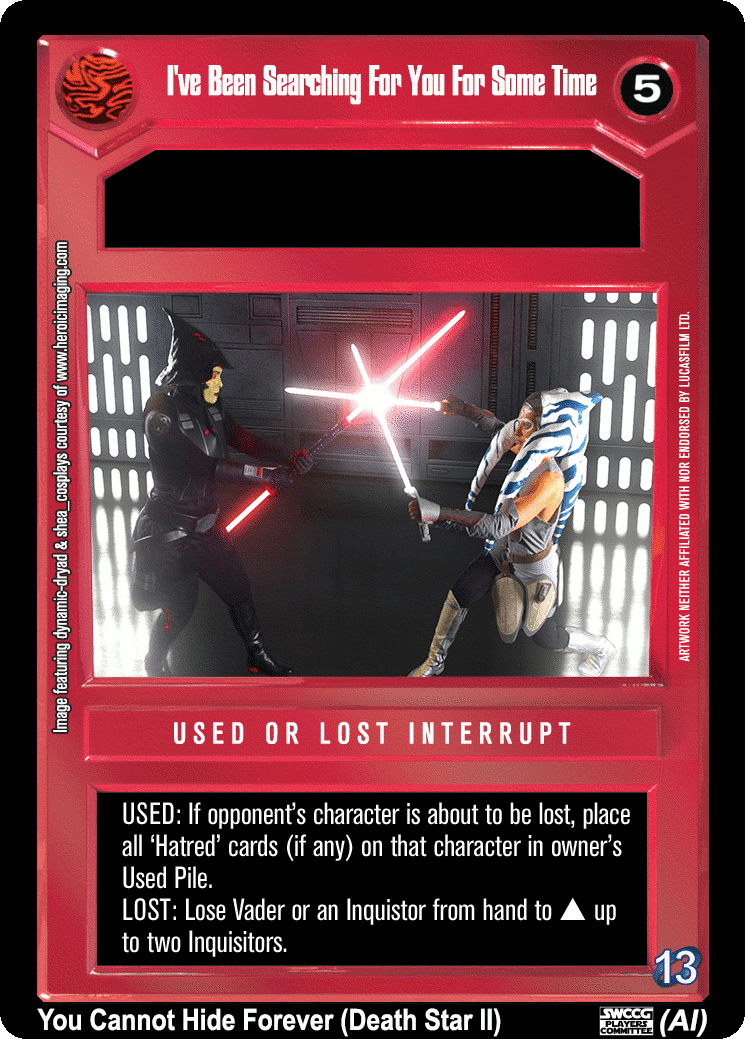 I've Been Searching For You For Some Time
5
Image featuring dynamic-dryad & shea_cosplays courtesy of www.heroicimaging.com
ARTWORK NEITHER AFFILIATED WITH NOR ENDORSED BY LUCASFILM LTD.
USED OR LOST INTERRUPT
USED: If opponent's character is about to be lost, place
all ‘Hatred’ cards (if any) on that character in owner's
Used Pile.
LOST: Lose Vader or an Inquistor from hand to ▲ up
to two Inquisitors.
13
You Cannot Hide Forever (Death Star II)
SWCCG
PLAYERS
COMMITTEE
(AI)